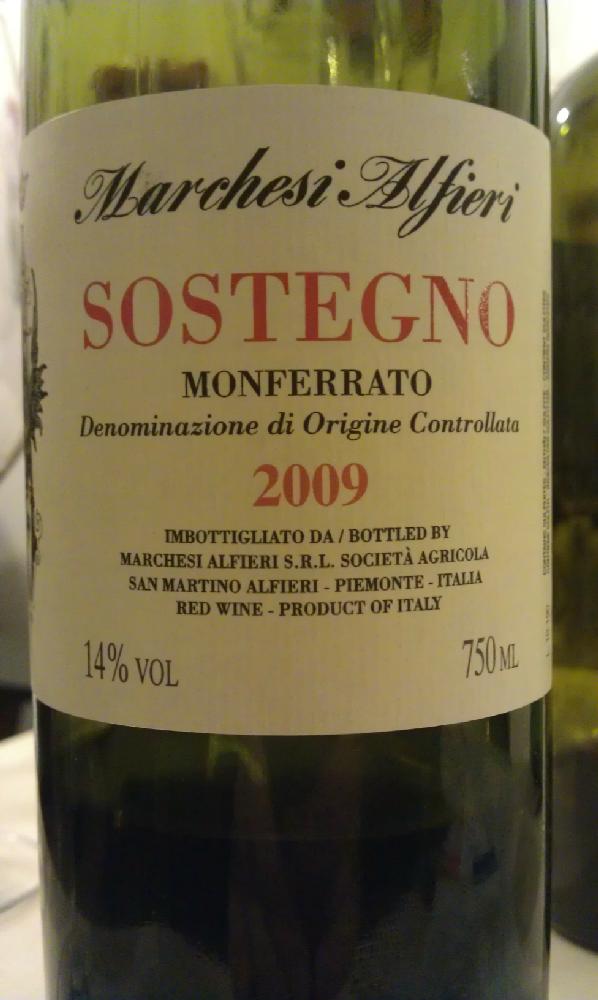 Marchesi Alfieri
SOSTEGNO
MONFERRATO
Denominazione di Origine Controllata
2009
IMBOTTIGLIATO DA / BOTTLED BY
MARCHESI ALFIERI S.R.L. SOCIETÀ AGRICOLA
SAN MARTINO ALFIERI - PIEMONTE - ITALIA
RED WINE - PRODUCT OF ITALY
14% VOL
750 ML